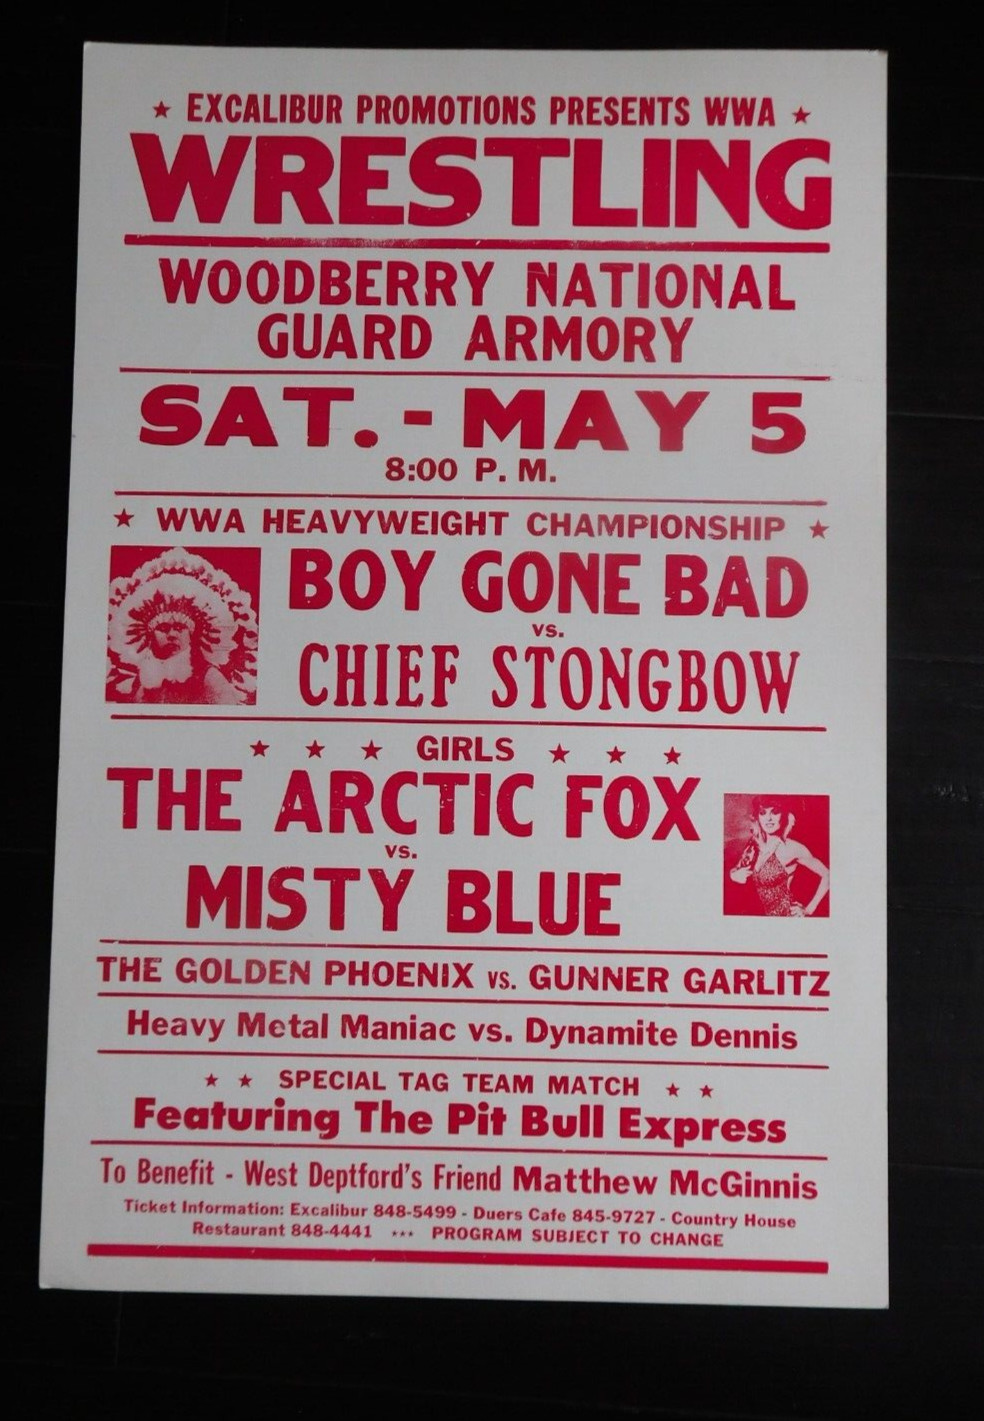 ★ EXCALIBUR PROMOTIONS PRESENTS WWA ★
WRESTLING
WOODBERRY NATIONAL
GUARD ARMORY
SAT. - MAY 5
8:00 P. M.
★ WWA HEAVYWEIGHT CHAMPIONSHIP ★
BOY GONE BAD
VS.
CHIEF STONGBOW
★ ★ ★ GIRLS ★ ★ ★
THE ARCTIC FOX
VS.
MISTY BLUE
THE GOLDEN PHOENIX VS. GUNNER GARLITZ
Heavy Metal Maniac vs. Dynamite Dennis
★ ★ SPECIAL TAG TEAM MATCH ★ ★
Featuring The Pit Bull Express
To Benefit - West Deptford's Friend Matthew McGinnis
Ticket Information: Excalibur 848-5499 - Duers Cafe 845-9727 - Country House
Restaurant 848-4441 *** PROGRAM SUBJECT TO CHANGE